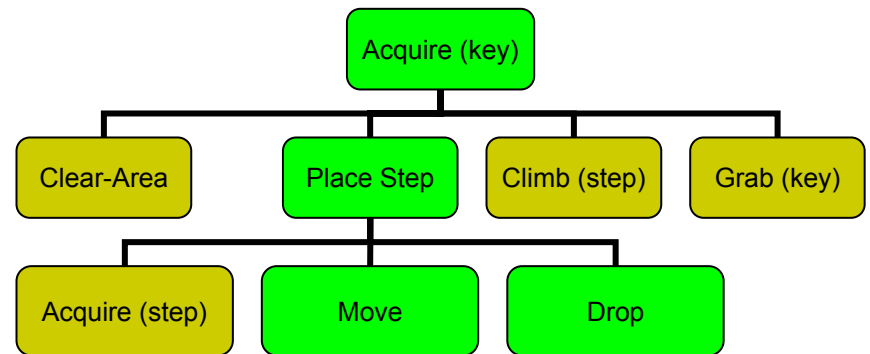 Acquire (key)
Clear-Area
Place Step
Climb (step)
Grab (key)
Acquire (step)
Move
Drop